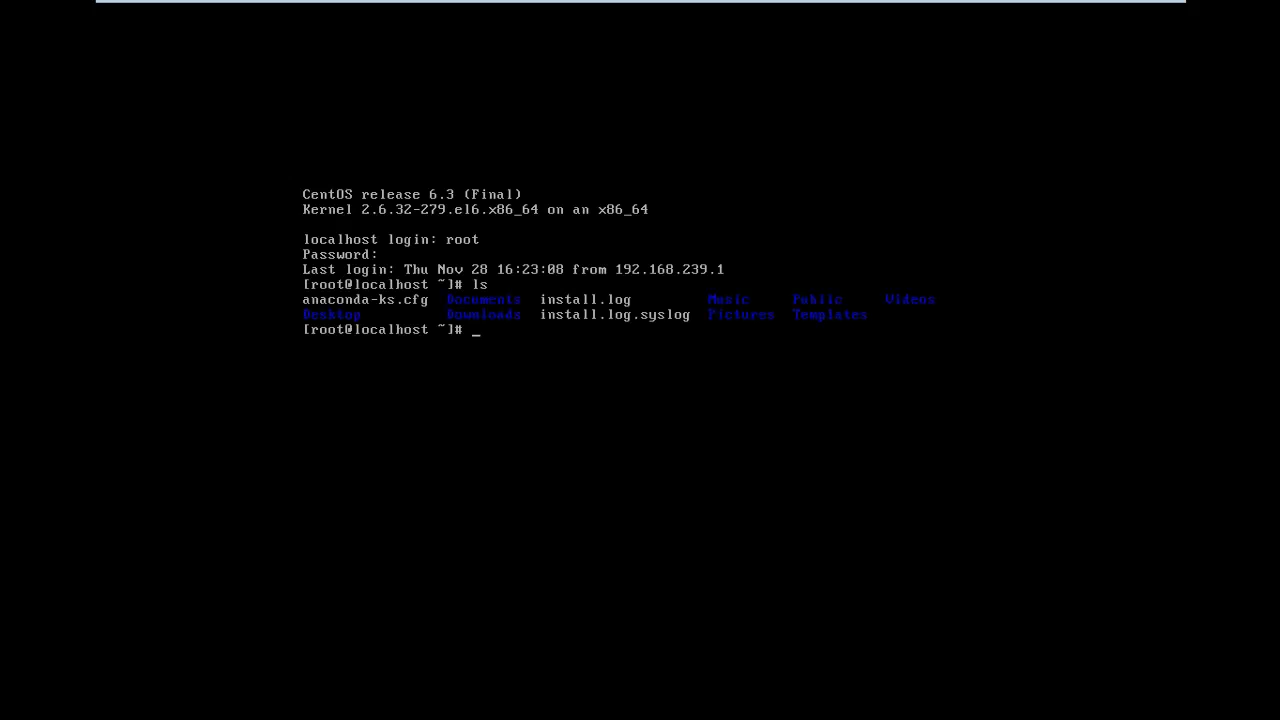 CentOS release 6.3 (Final)
Kernel 2.6.32-279.el6.x86_64 on an x86_64
localhost login: root
Password:
Last login: Thu Nov 28 16:23:08 from 192.168.239.1
[root@localhost ~]# ls
anaconda-ks.cfg  Documents  install.log         Music     Public     Videos
Desktop          Downloads  install.log.syslog  Pictures  Templates
[root@localhost ~]# _